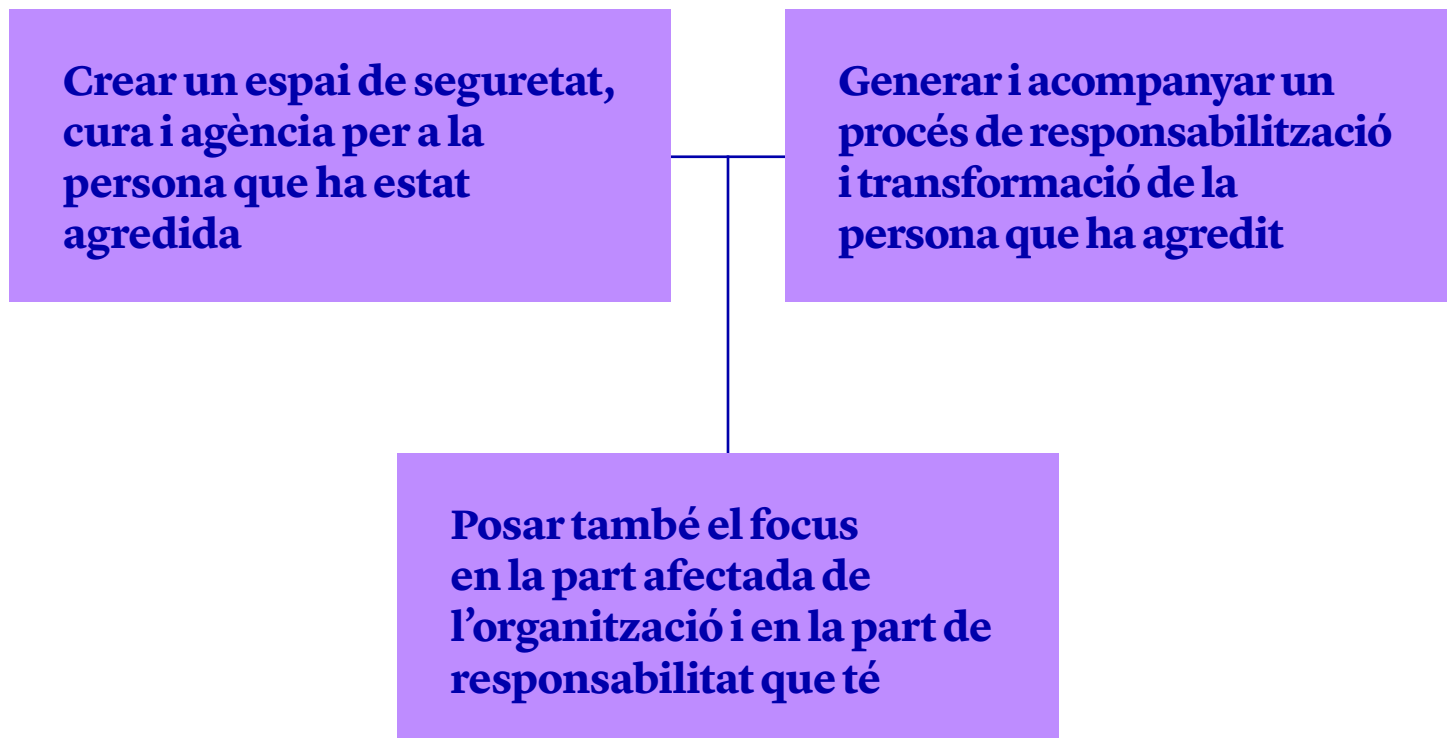 Crear un espai de seguretat,
cura i agència per a la
persona que ha estat
agredida
Generar i acompanyar un
procés de responsabilització
i transformació de la
persona que ha agredit
Posar també el focus
en la part afectada de
l’organització i en la part de
responsabilitat que té